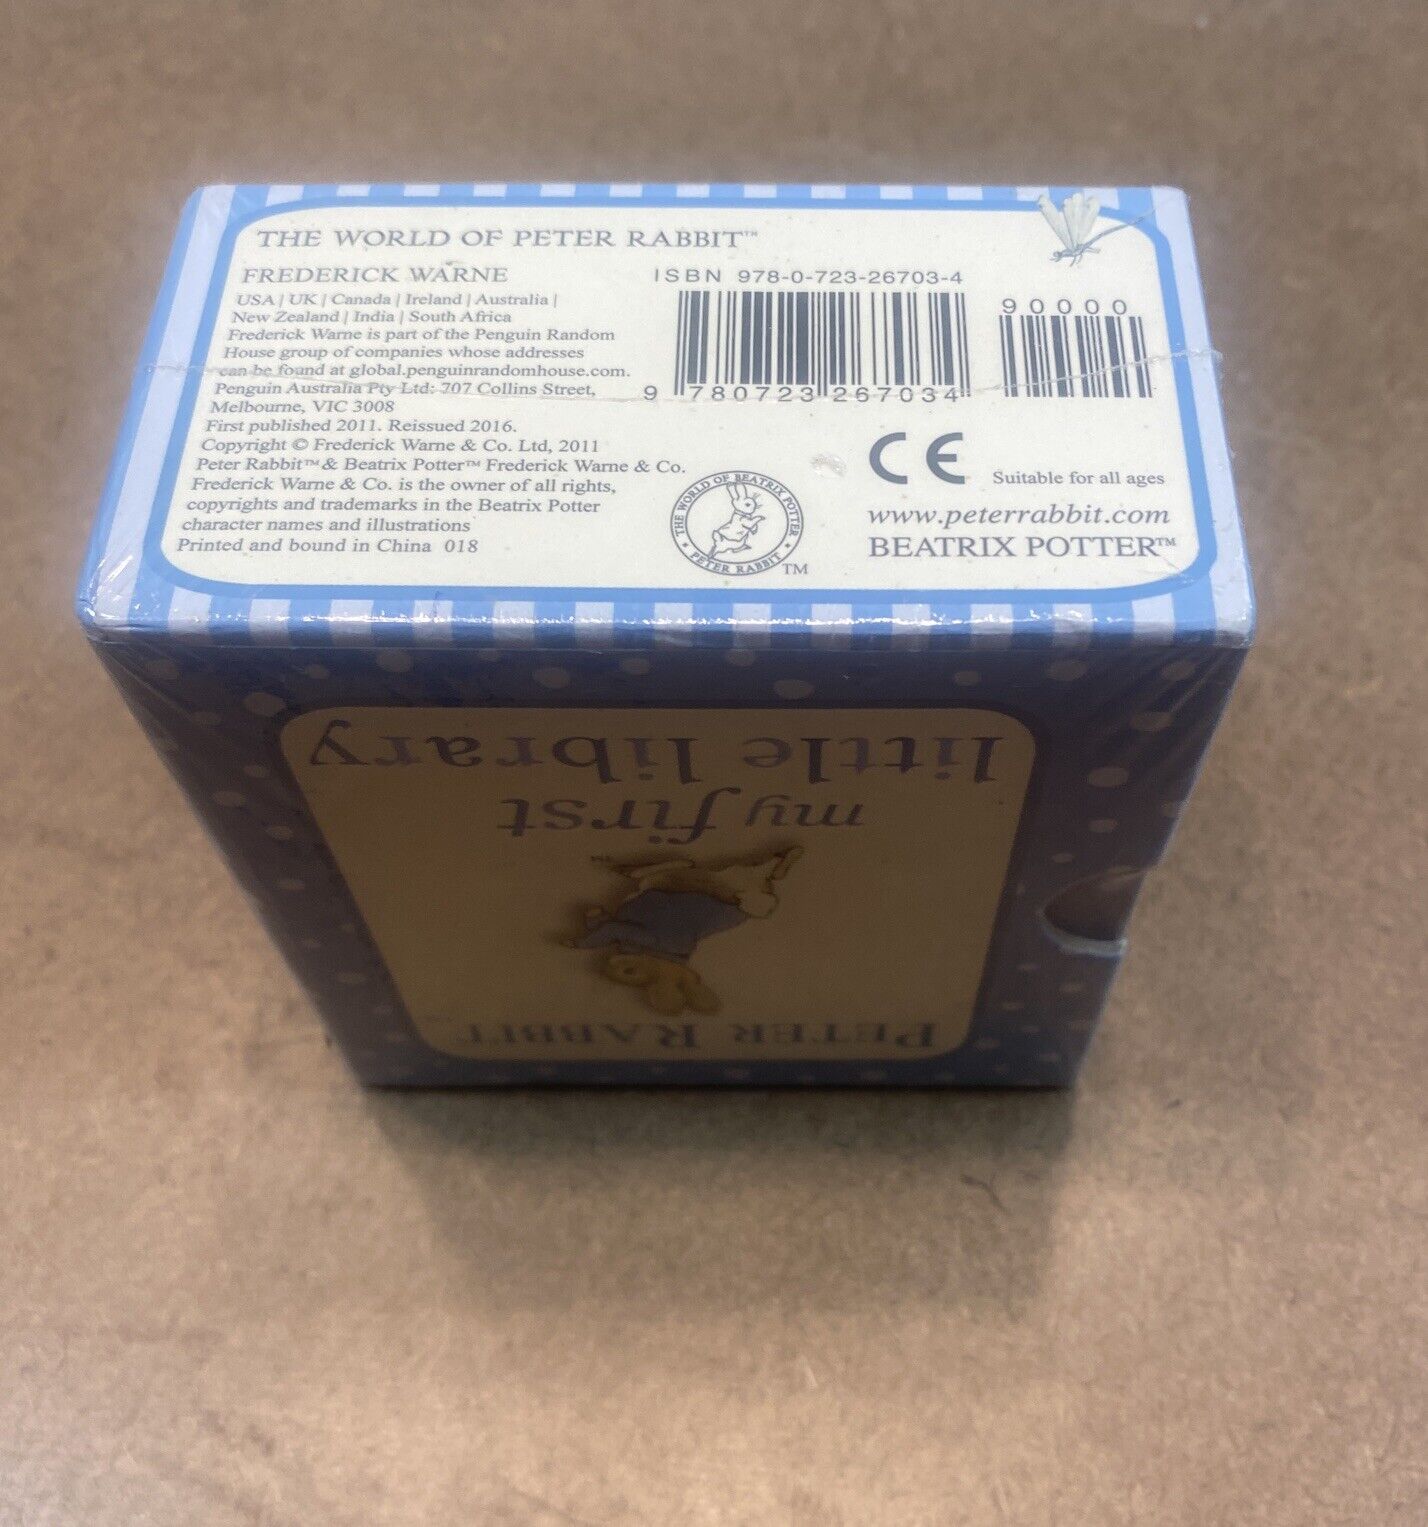 THE WORLD OF PETER RABBIT™
FREDERICK WARNE
USA | UK | Canada | Ireland | Australia |
New Zealand | India | South Africa
Frederick Warne is part of the Penguin Random
House group of companies whose addresses
can be found at global.penguinrandomhouse.com.
Penguin Australia Pty Ltd: 707 Collins Street,
Melbourne, VIC 3008
First published 2011. Reissued 2016.
Copyright © Frederick Warne & Co. Ltd, 2011
Peter Rabbit™ & Beatrix Potter™ Frederick Warne & Co.
Frederick Warne & Co. is the owner of all rights,
copyrights and trademarks in the Beatrix Potter
character names and illustrations
Printed and bound in China 018
ISBN 978-0-723-26703-4
90000
9 780723 267034
CE
Suitable for all ages
THE WORLD OF BEATRIX POTTER
PETER RABBIT
TM
www.peterrabbit.com
BEATRIX POTTER™
PETER RABBIT™
my first
little library